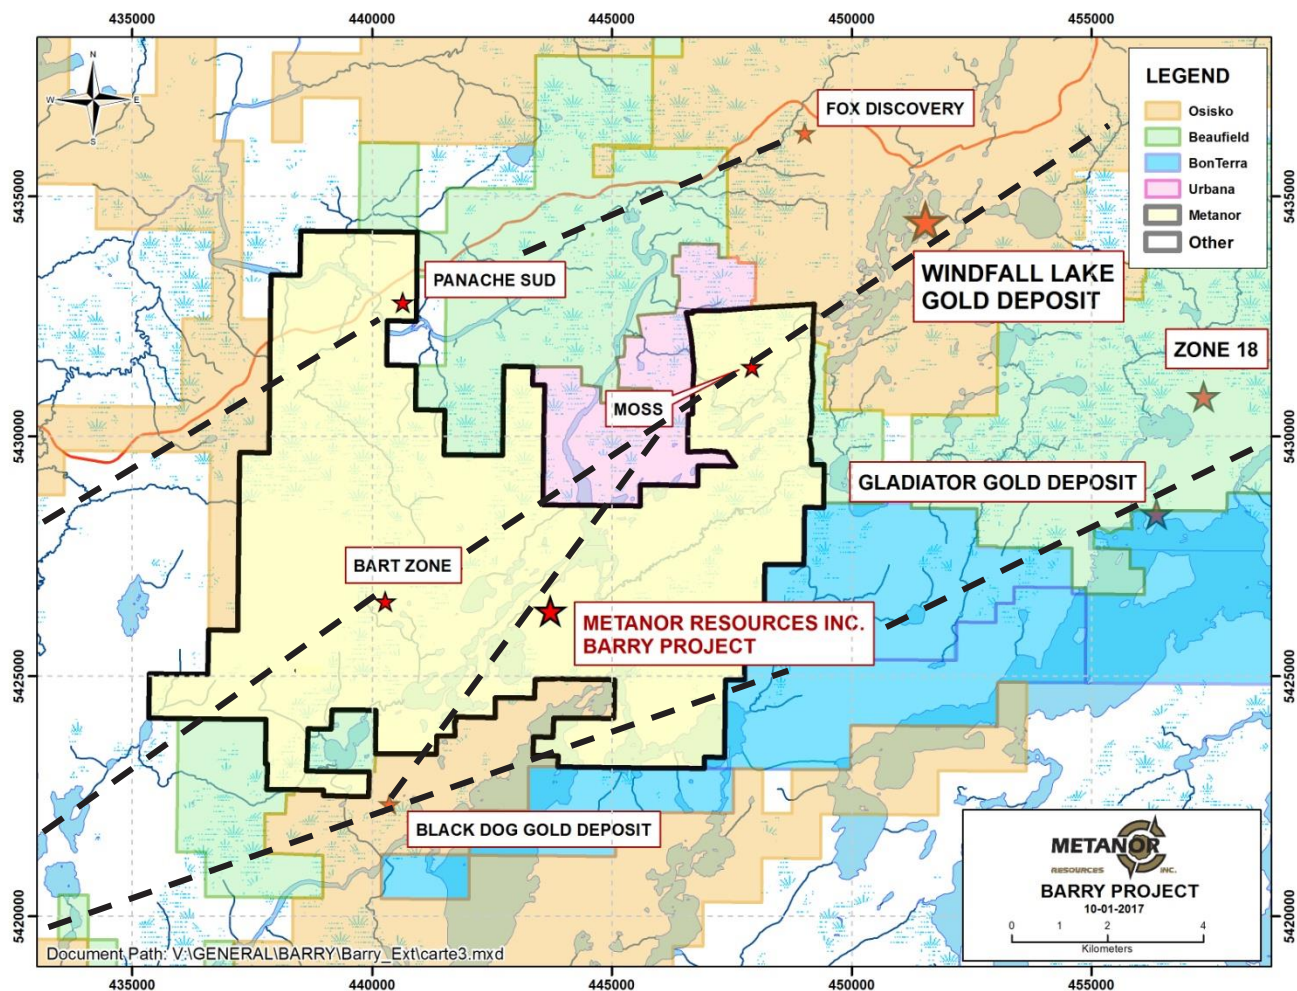 435000 440000 445000 450000 455000
N
W E
S
LEGEND
Osisko
Beaufield
BonTerra
Urbana
Metanor
Other
FOX DISCOVERY
5435000
5435000
PANACHE SUD
WINDFALL LAKE
GOLD DEPOSIT
ZONE 18
MOSS
5430000
5430000
GLADIATOR GOLD DEPOSIT
BART ZONE
METANOR RESOURCES INC.
BARRY PROJECT
5425000
5425000
BLACK DOG GOLD DEPOSIT
METANOR
RESOURCES INC.
BARRY PROJECT
10-01-2017
0 1 2 4
Kilometers
5420000
5420000
Document Path: V:\GENERAL\BARRY\Barry_Ext\carte3.mxd
435000 440000 445000 450000 455000